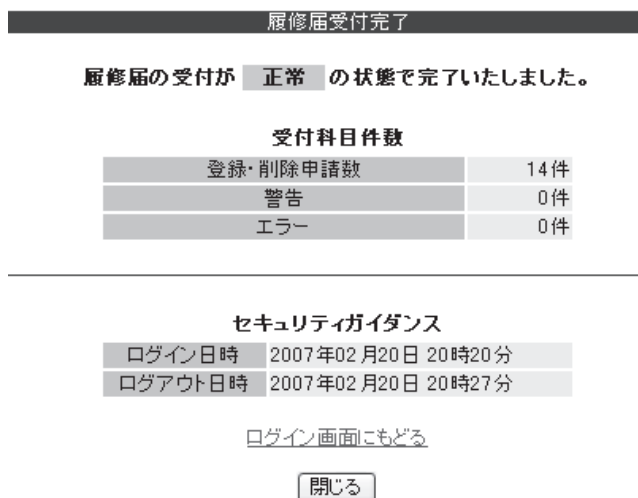 履修届受付完了
履修届の受付が 正常 の状態で完了いたしました。
受付科目件数
登録・削除申請数 14件
警告 0件
エラー 0件
セキュリティガイダンス
ログイン日時 2007年02月20日 20時20分
ログアウト日時 2007年02月20日 20時27分
ログイン画面にもどる
閉じる